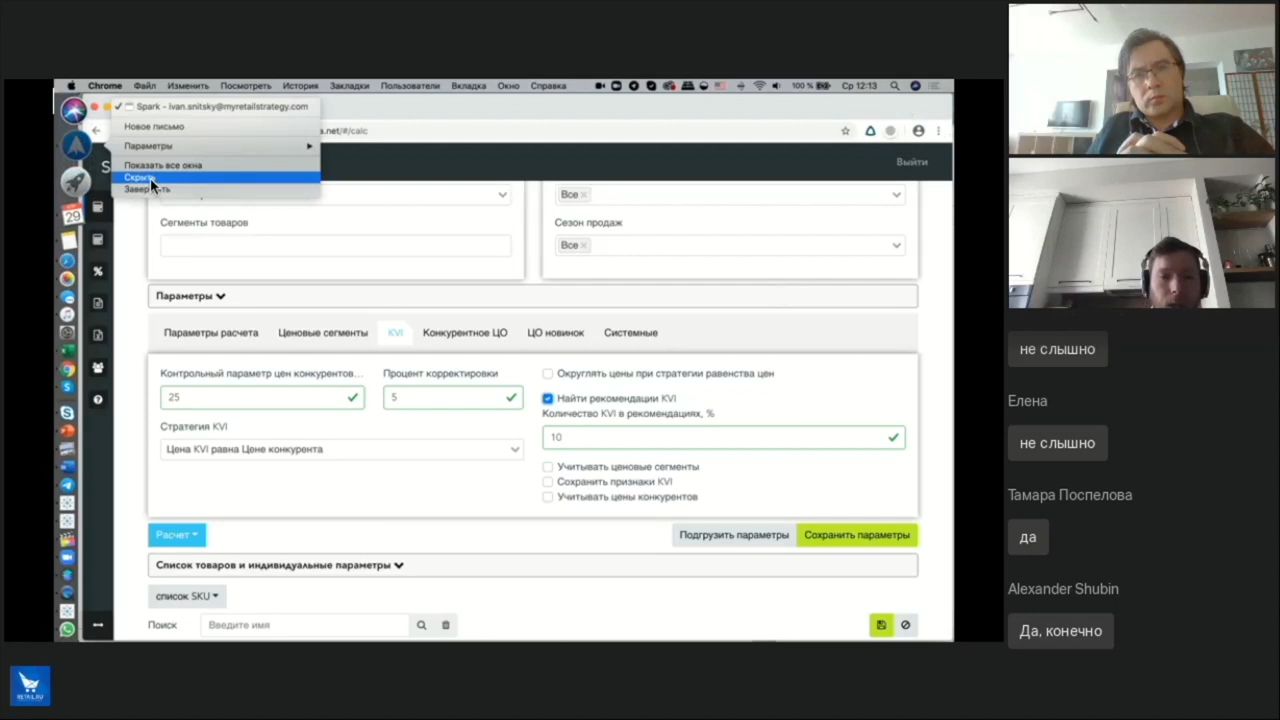 Chrome Файл Изменить Посмотреть История Закладки Пользователи Вкладка Окно Справка 100 % Ср 12:13
Spark - ivan.snitsky@myretailstrategy.com
Новое письмо
a.net/#/calc
Параметры
Показать все окна
Выйти
Скрыть
Завершить
29
Все
Сегменты товаров
Сезон продаж
Все
Параметры
Параметры расчета Ценовые сегменты KVI Конкурентное ЦО ЦО новинок Системные
Контрольный параметр цен конкурентов... Процент корректировки Округлять цены при стратегии равенства цен
25 5 Найти рекомендации KVI
Количество KVI в рекомендациях, %
Стратегия KVI
10
Цена KVI равна Цене конкурента
Учитывать ценовые сегменты
Сохранить признаки KVI
Учитывать цены конкурентов
Расчет Подгрузить параметры Сохранить параметры
Список товаров и индивидуальные параметры
список SKU
Поиск Введите имя
не слышно
Елена
не слышно
Тамара Поспелова
да
Alexander Shubin
Да, конечно
RETAIL.RU